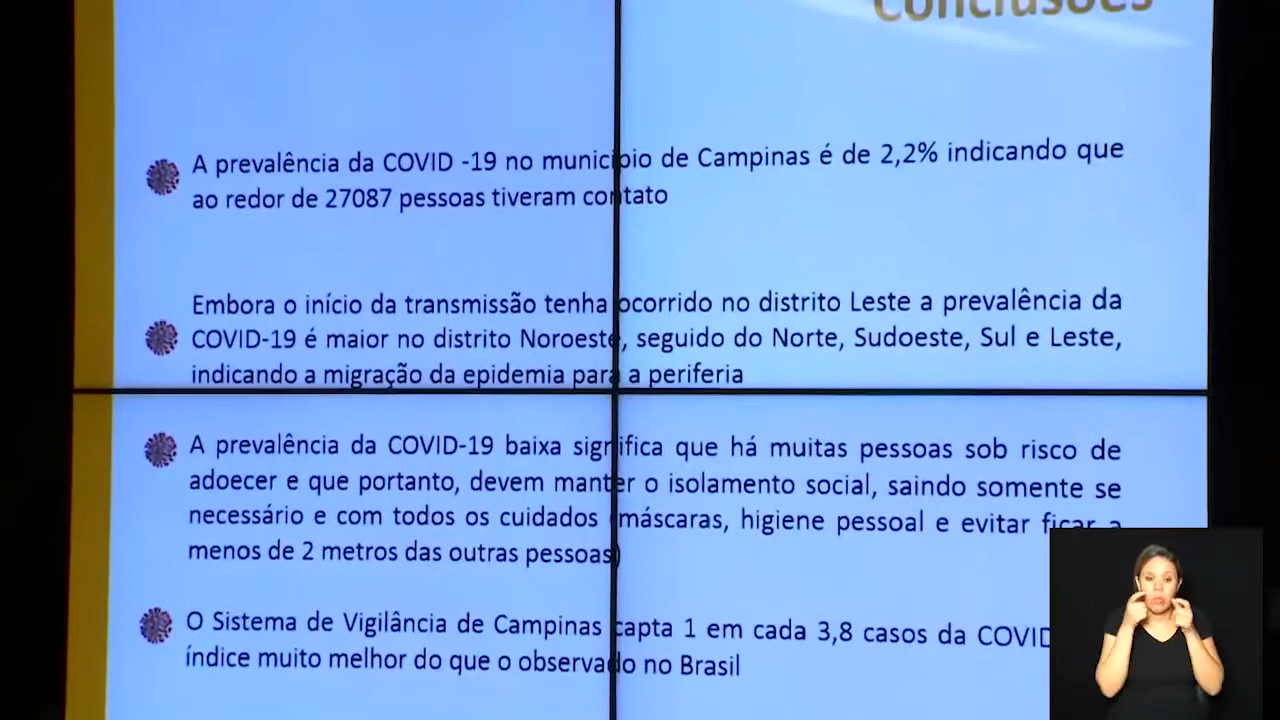 Conclusões
A prevalência da COVID -19 no município de Campinas é de 2,2% indicando que
ao redor de 27087 pessoas tiveram contato
Embora o início da transmissão tenha ocorrido no distrito Leste a prevalência da
COVID-19 é maior no distrito Noroeste, seguido do Norte, Sudoeste, Sul e Leste,
indicando a migração da epidemia para a periferia
A prevalência da COVID-19 baixa significa que há muitas pessoas sob risco de
adoecer e que portanto, devem manter o isolamento social, saindo somente se
necessário e com todos os cuidados (máscaras, higiene pessoal e evitar ficar a
menos de 2 metros das outras pessoas)
O Sistema de Vigilância de Campinas capta 1 em cada 3,8 casos da COVID
índice muito melhor do que o observado no Brasil